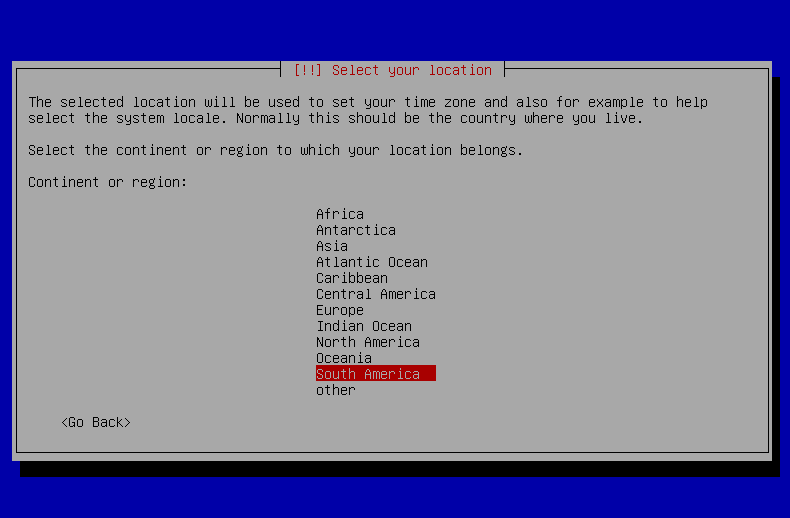 [!!] Select your location
The selected location will be used to set your time zone and also for example to help
select the system locale. Normally this should be the country where you live.
Select the continent or region to which your location belongs.
Continent or region:
Africa
Antarctica
Asia
Atlantic Ocean
Caribbean
Central America
Europe
Indian Ocean
North America
Oceania
South America
other
<Go Back>